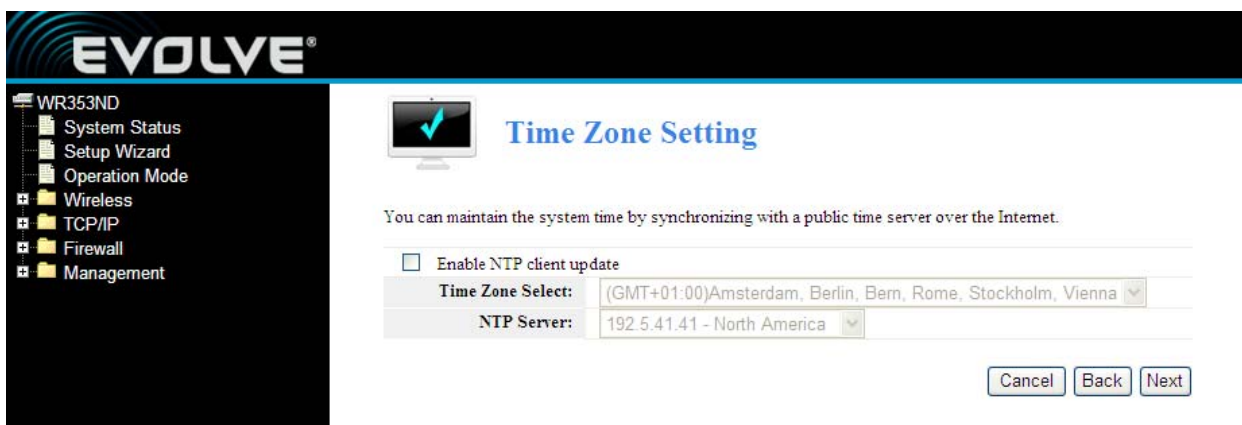 EVOLVE®
WR353ND
System Status
Setup Wizard
Operation Mode
Wireless
TCP/IP
Firewall
Management
Time Zone Setting
You can maintain the system time by synchronizing with a public time server over the Internet.
Enable NTP client update
Time Zone Select: (GMT+01:00)Amsterdam, Berlin, Bern, Rome, Stockholm, Vienna
NTP Server: 192.5.41.41 - North America
Cancel Back Next